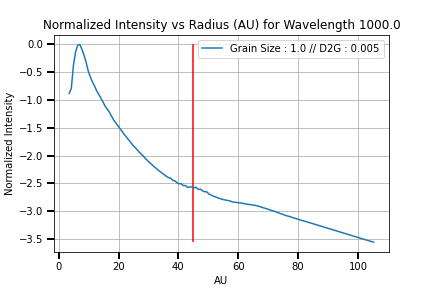 Normalized Intensity vs Radius (AU) for Wavelength 1000.0
Grain Size : 1.0 // D2G : 0.005
Normalized Intensity
0.0
−0.5
−1.0
−1.5
−2.0
−2.5
−3.0
−3.5
0 20 40 60 80 100
AU